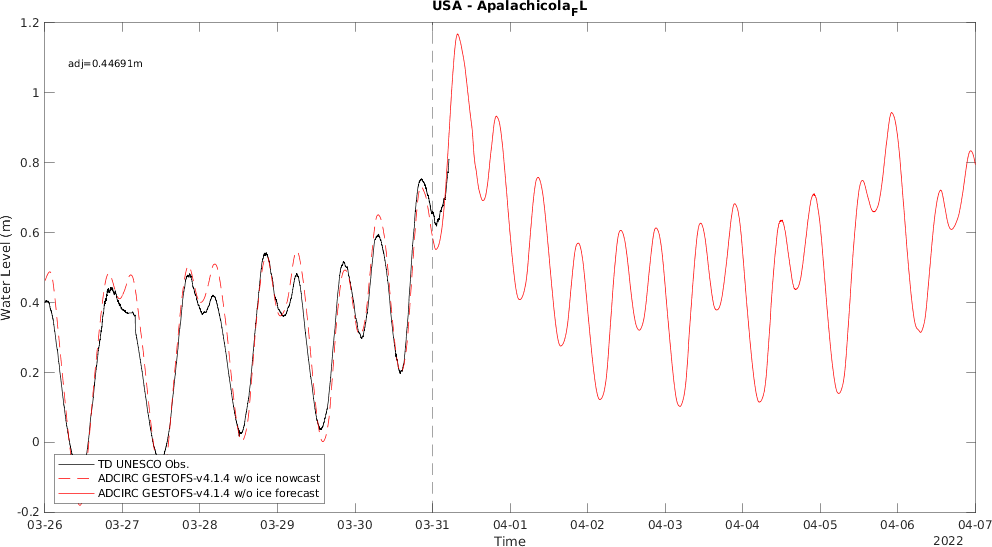 USA - Apalachicola_FL
adj=0.44691m
1.2
1
0.8
0.6
0.4
0.2
0
-0.2
Water Level (m)
TD UNESCO Obs.
ADCIRC GESTOFS-v4.1.4 w/o ice nowcast
ADCIRC GESTOFS-v4.1.4 w/o ice forecast
03-26 03-27 03-28 03-29 03-30 03-31 04-01 04-02 04-03 04-04 04-05 04-06 04-07
Time
2022